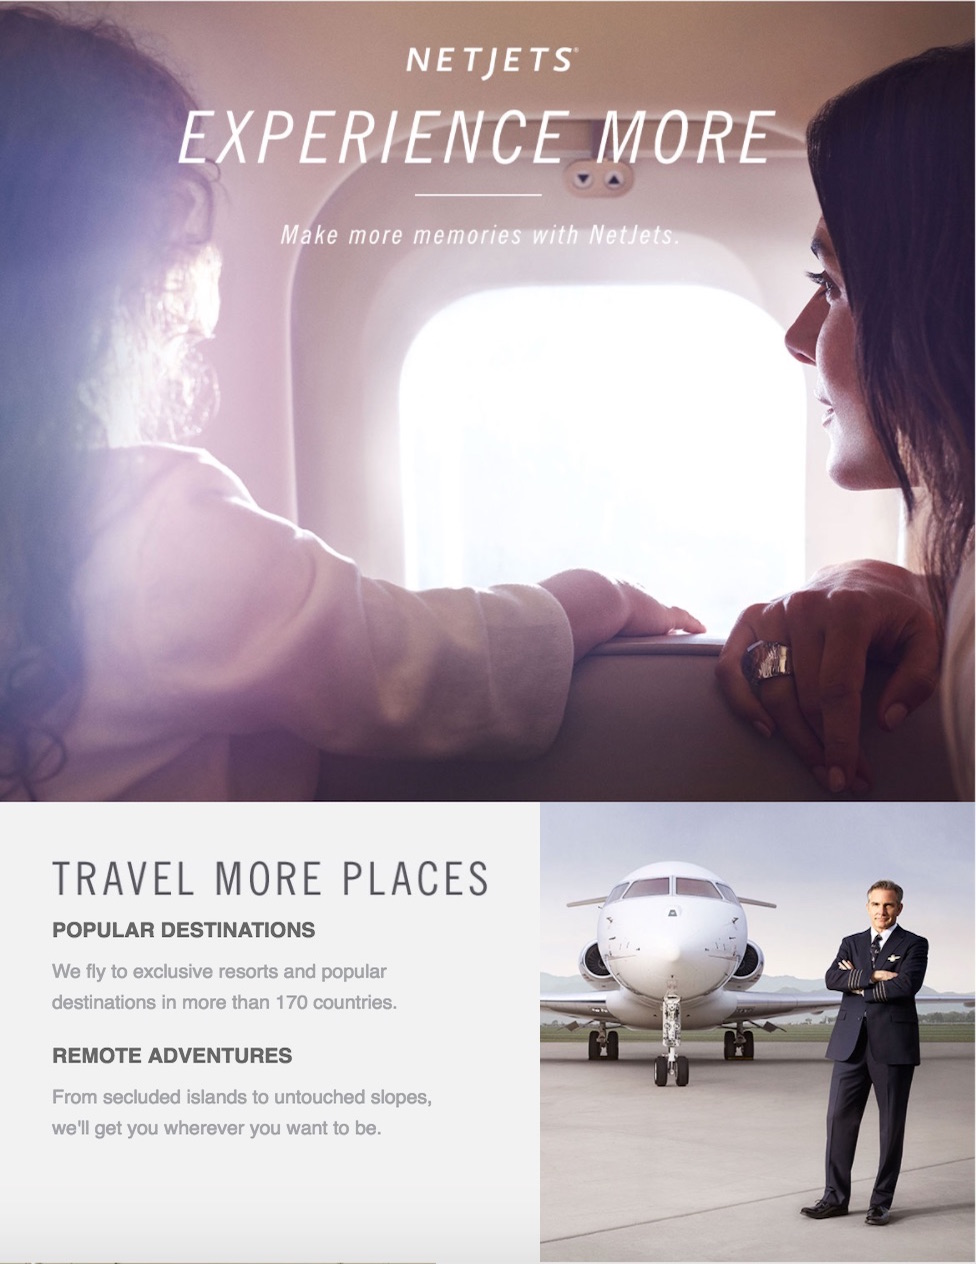 NETJETS®
EXPERIENCE MORE
Make more memories with NetJets.
TRAVEL MORE PLACES
POPULAR DESTINATIONS
We fly to exclusive resorts and popular
destinations in more than 170 countries.
REMOTE ADVENTURES
From secluded islands to untouched slopes,
we'll get you wherever you want to be.